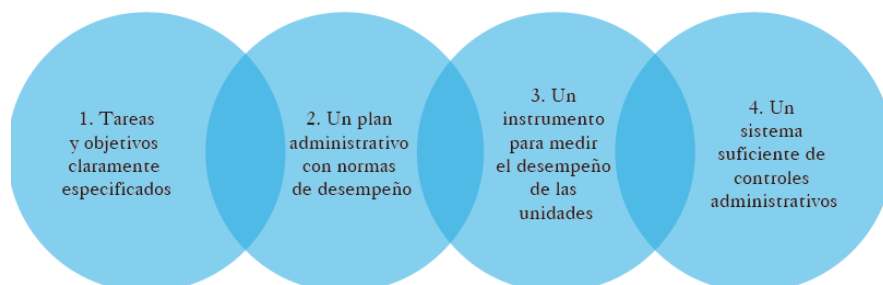 1. Tareas
y objetivos
claramente
especificados
2. Un plan
administrativo
con normas
de desempeño
3. Un
instrumento
para medir
el desempeño
de las
unidades
4. Un
sistema
suficiente de
controles
administrativos